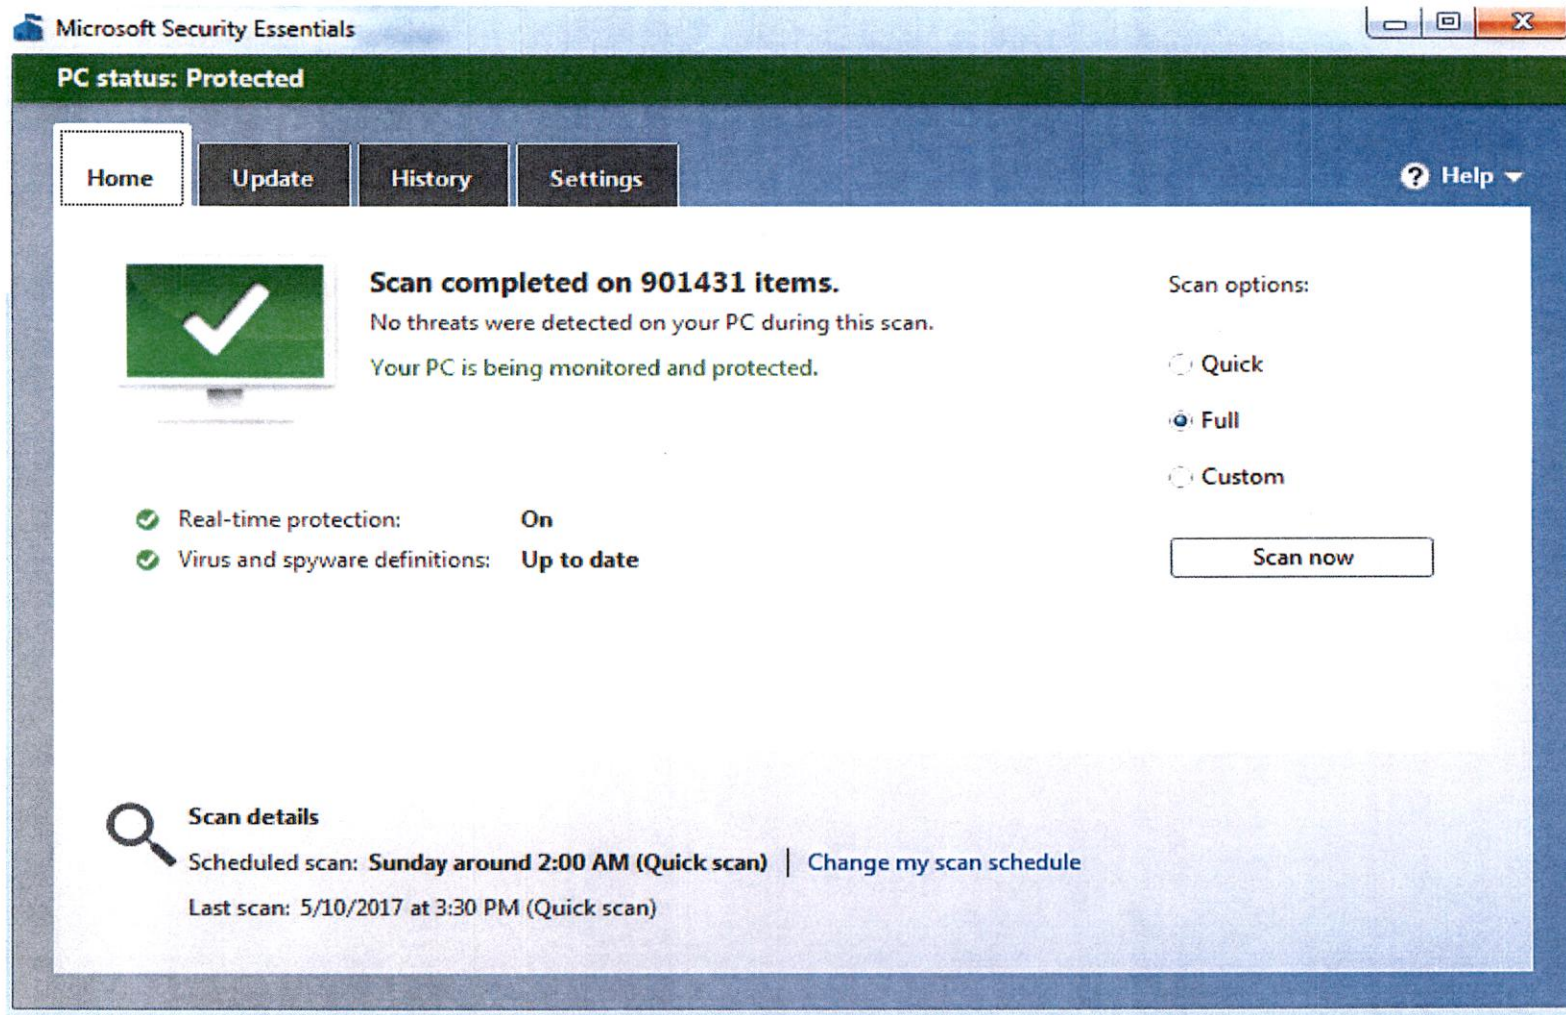 Microsoft Security Essentials
PC status: Protected
Home Update History Settings
Help
Scan completed on 901431 items.
No threats were detected on your PC during this scan.
Your PC is being monitored and protected.
Scan options:
Quick
Full
Custom
Scan now
Real-time protection: On
Virus and spyware definitions: Up to date
Scan details
Scheduled scan: Sunday around 2:00 AM (Quick scan) | Change my scan schedule
Last scan: 5/10/2017 at 3:30 PM (Quick scan)